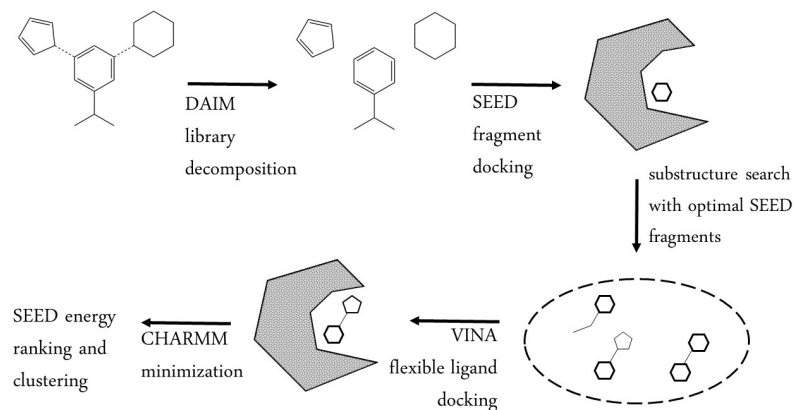 DAIM
library
decomposition
SEED
fragment
docking
substructure search
with optimal SEED
fragments
VINA
flexible ligand
docking
CHARMM
minimization
SEED energy
ranking and
clustering